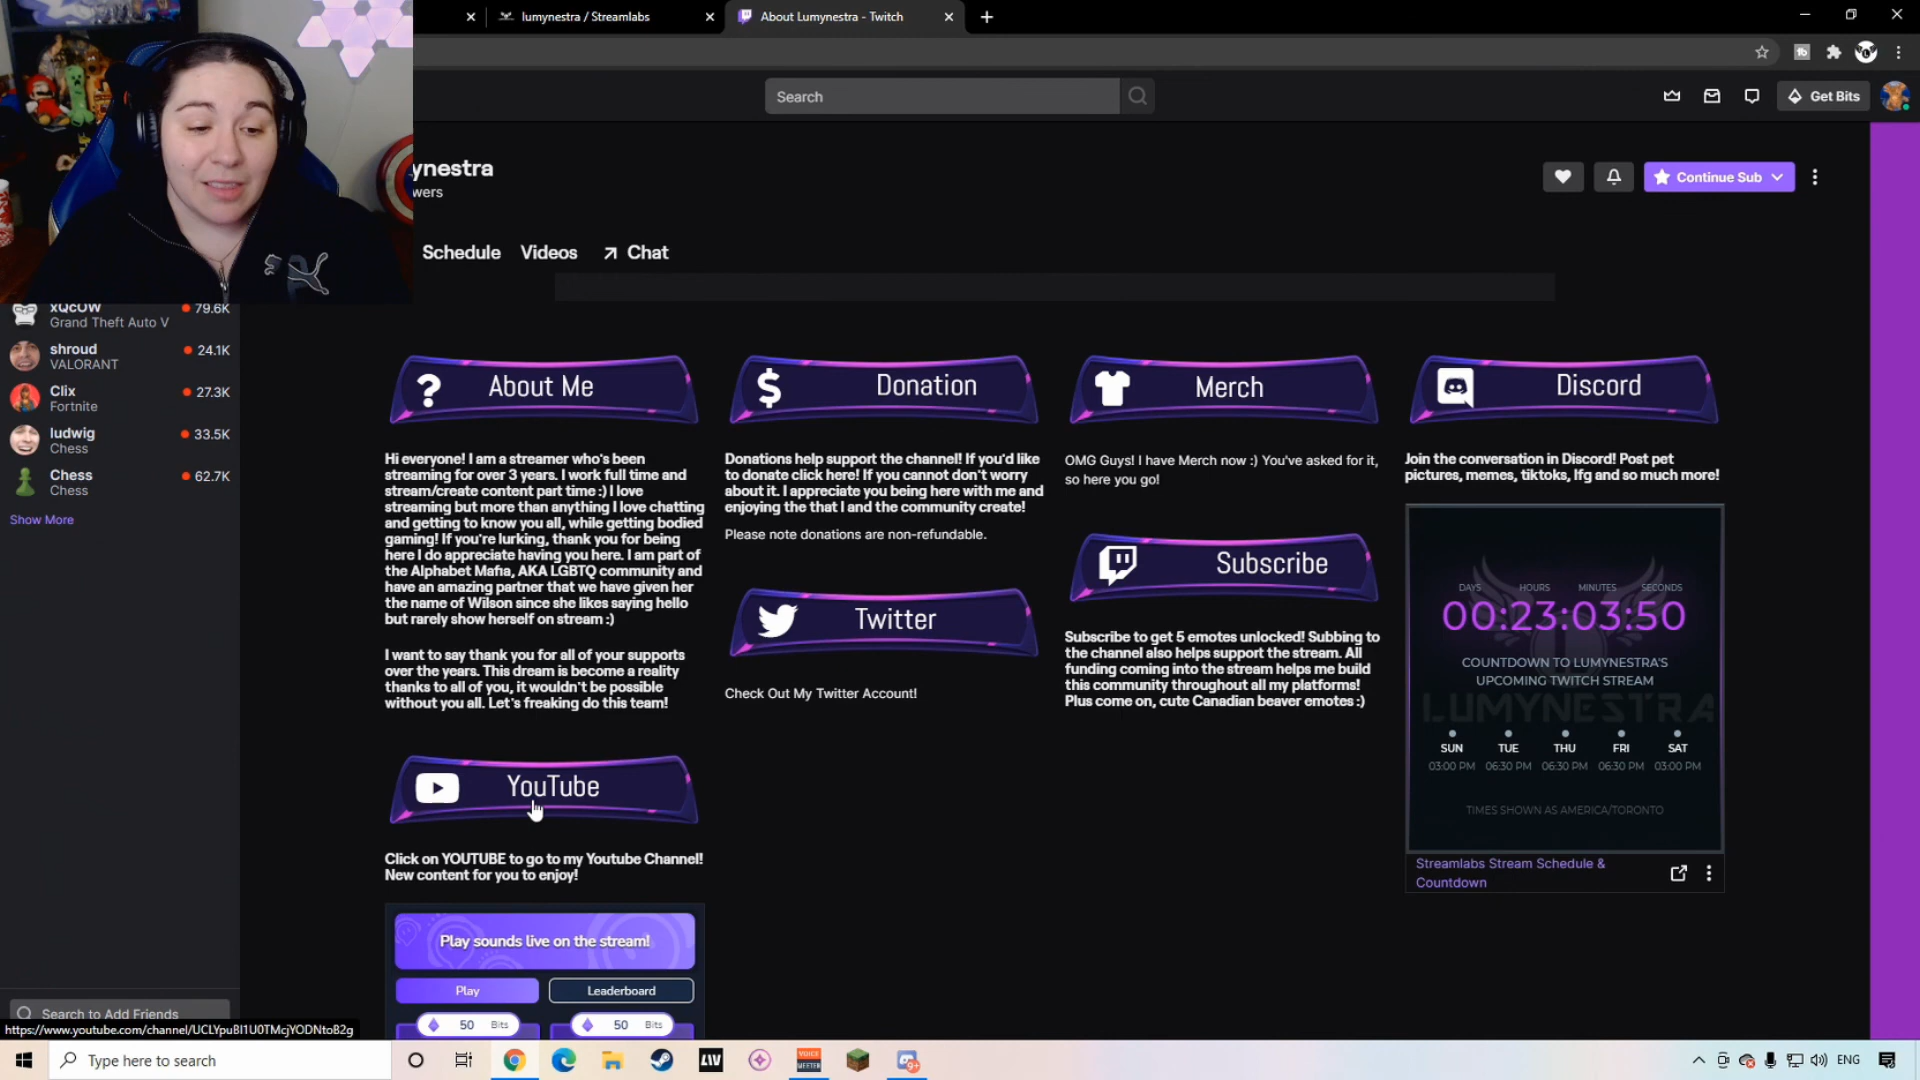 lumynestra / Streamlabs
About Lumynestra - Twitch
Search
Get Bits
ynestra
wers
Continue Sub
Schedule
Videos
Chat
xQcOW
79.6K
Grand Theft Auto V
shroud
24.1K
VALORANT
Clix
27.3K
Fortnite
ludwig
33.5K
Chess
Chess
62.7K
Chess
Show More
Search to Add Friends
https://www.youtube.com/channel/UCLYpuBl1U0TMcjYODNtoB2g
About Me
Hi everyone! I am a streamer who's been
streaming for over 3 years. I work full time and
stream/create content part time :) I love
streaming but more than anything I love chatting
and getting to know you all, while getting bodied
gaming! If you're lurking, thank you for being
here I do appreciate having you here. I am part of
the Alphabet Mafia, AKA LGBTQ community and
have an amazing partner that we have given her
the name of Wilson since she likes saying hello
but rarely show herself on stream :)
I want to say thank you for all of your supports
over the years. This dream is become a reality
thanks to all of you, it wouldn't be possible
without you all. Let's freaking do this team!
YouTube
Click on YOUTUBE to go to my Youtube Channel!
New content for you to enjoy!
Play sounds live on the stream!
Play
Leaderboard
50 Bits
50 Bits
Donation
Donations help support the channel! If you'd like
to donate click here! If you cannot don't worry
about it. I appreciate you being here with me and
enjoying the that I and the community create!
Please note donations are non-refundable.
Twitter
Check Out My Twitter Account!
Merch
OMG Guys! I have Merch now :) You've asked for it,
so here you go!
Subscribe
Subscribe to get 5 emotes unlocked! Subbing to
the channel also helps support the stream. All
funding coming into the stream helps me build
this community throughout all my platforms!
Plus come on, cute Canadian beaver emotes :)
Discord
Join the conversation in Discord! Post pet
pictures, memes, tiktoks, lfg and so much more!
DAYS HOURS MINUTES SECONDS
00:23:03:50
COUNTDOWN TO LUMYNESTRA'S
UPCOMING TWITCH STREAM
LUMYNESTRA
SUN TUE THU FRI SAT
03:00 PM 06:30 PM 06:30 PM 06:30 PM 03:00 PM
TIMES SHOWN AS AMERICA/TORONTO
Streamlabs Stream Schedule &
Countdown
Type here to search
LIV
VOICE
MEETER
9+
ENG